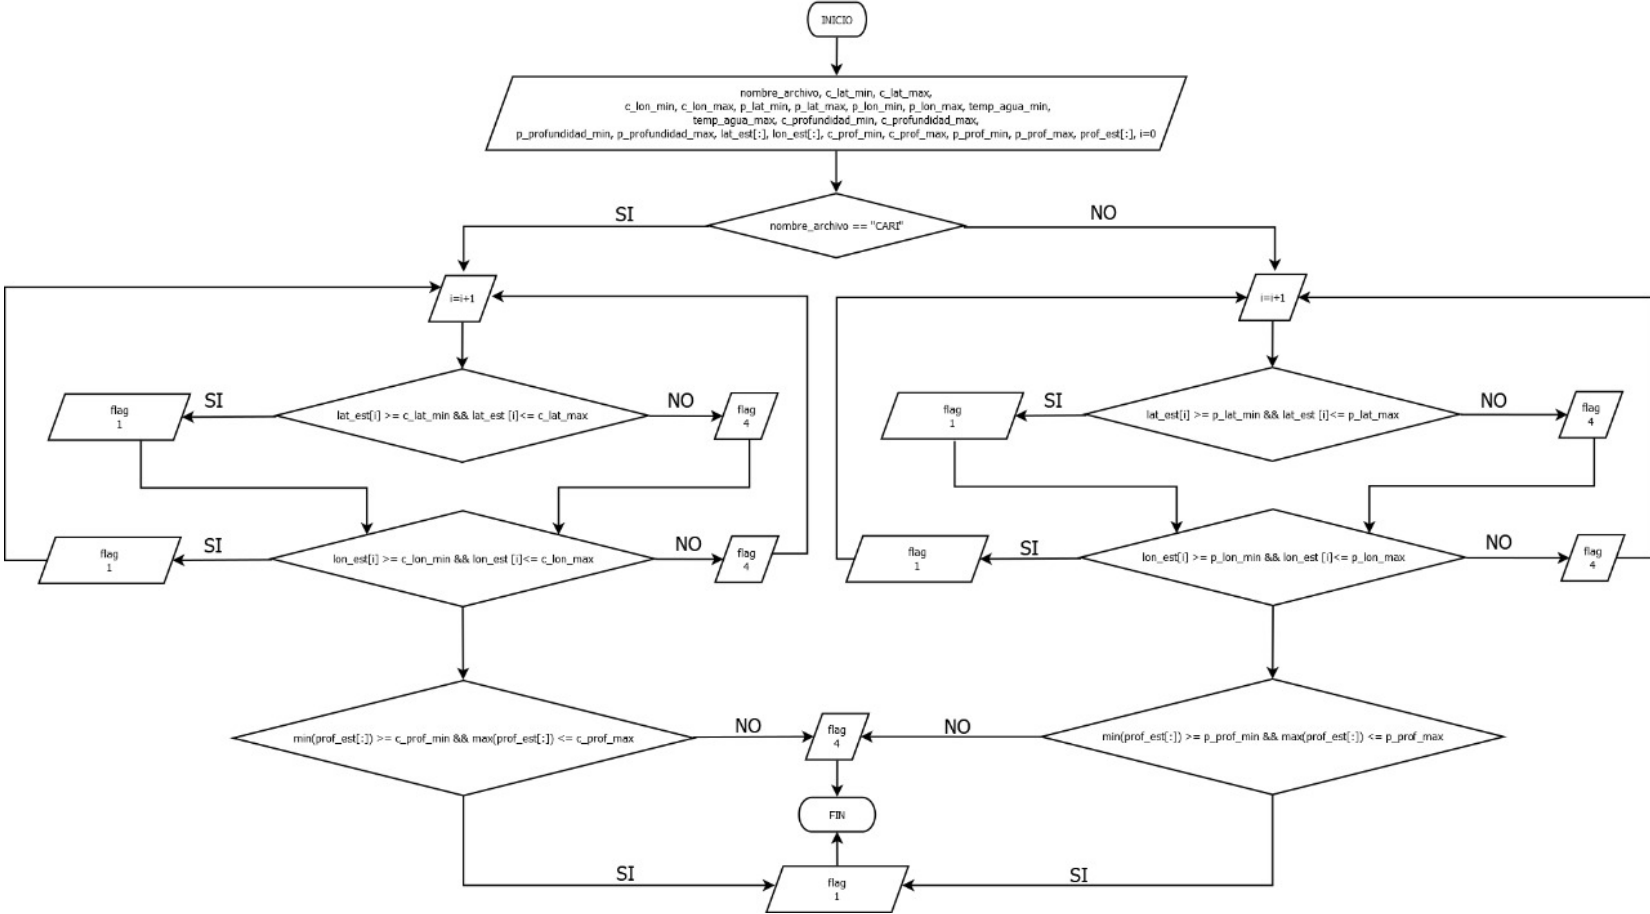 INICIO
nombre_archivo, c_lat_min, c_lat_max,
c_lon_min, c_lon_max, p_lat_min, p_lat_max, p_lon_min, p_lon_max, temp_agua_min,
temp_agua_max, c_profundidad_min, c_profundidad_max,
p_profundidad_min, p_profundidad_max, lat_est[:], lon_est[:], c_prof_min, c_prof_max, p_prof_min, p_prof_max, prof_est[:], i=0
SI
nombre_archivo == "CARI"
NO
i=i+1
i=i+1
flag
1
SI
lat_est[i] >= c_lat_min && lat_est [i]<= c_lat_max
NO
flag
4
flag
1
SI
lat_est[i] >= p_lat_min && lat_est [i]<= p_lat_max
NO
flag
4
flag
1
SI
lon_est[i] >= c_lon_min && lon_est [i]<= c_lon_max
NO
flag
4
flag
1
SI
lon_est[i] >= p_lon_min && lon_est [i]<= p_lon_max
NO
flag
4
min(prof_est[:]) >= c_prof_min && max(prof_est[:]) <= c_prof_max
NO
flag
4
NO
min(prof_est[:]) >= p_prof_min && max(prof_est[:]) <= p_prof_max
FIN
SI
flag
1
SI